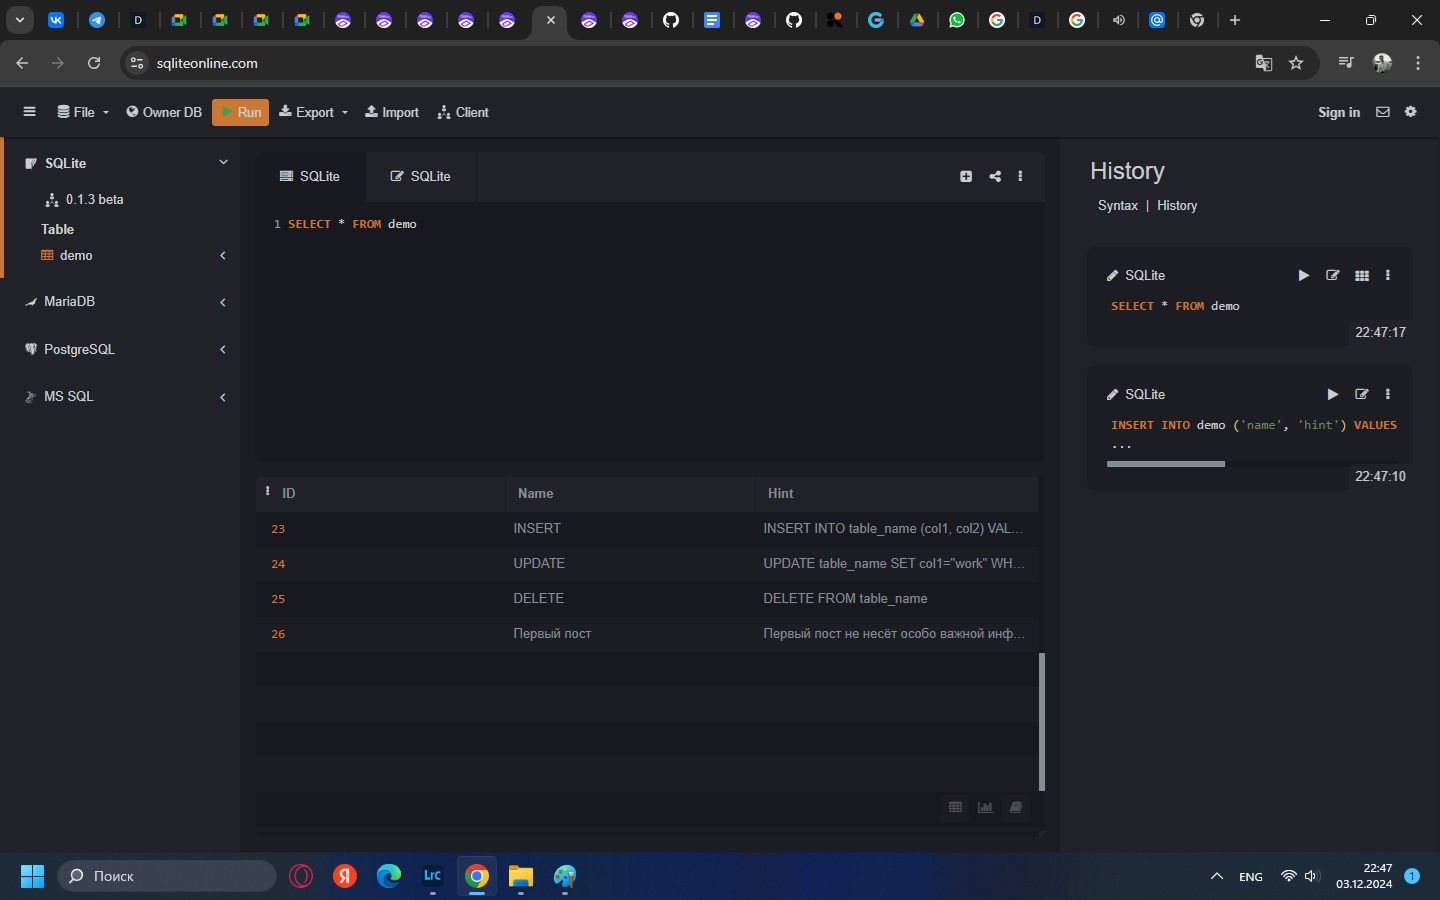 sqliteonline.com
File
Owner DB
Run
Export
Import
Client
Sign in
SQLite
0.1.3 beta
Table
demo
MariaDB
PostgreSQL
MS SQL
SQLite
SQLite
1 SELECT * FROM demo
ID Name Hint
23 INSERT INSERT INTO table_name (col1, col2) VAL...
24 UPDATE UPDATE table_name SET col1="work" WH...
25 DELETE DELETE FROM table_name
26 Первый пост Первый пост не несёт особо важной инф...
History
Syntax | History
SQLite
SELECT * FROM demo
22:47:17
SQLite
INSERT INTO demo ('name', 'hint') VALUES
...
22:47:10
Поиск
Lrc
ENG
22:47
03.12.2024
1